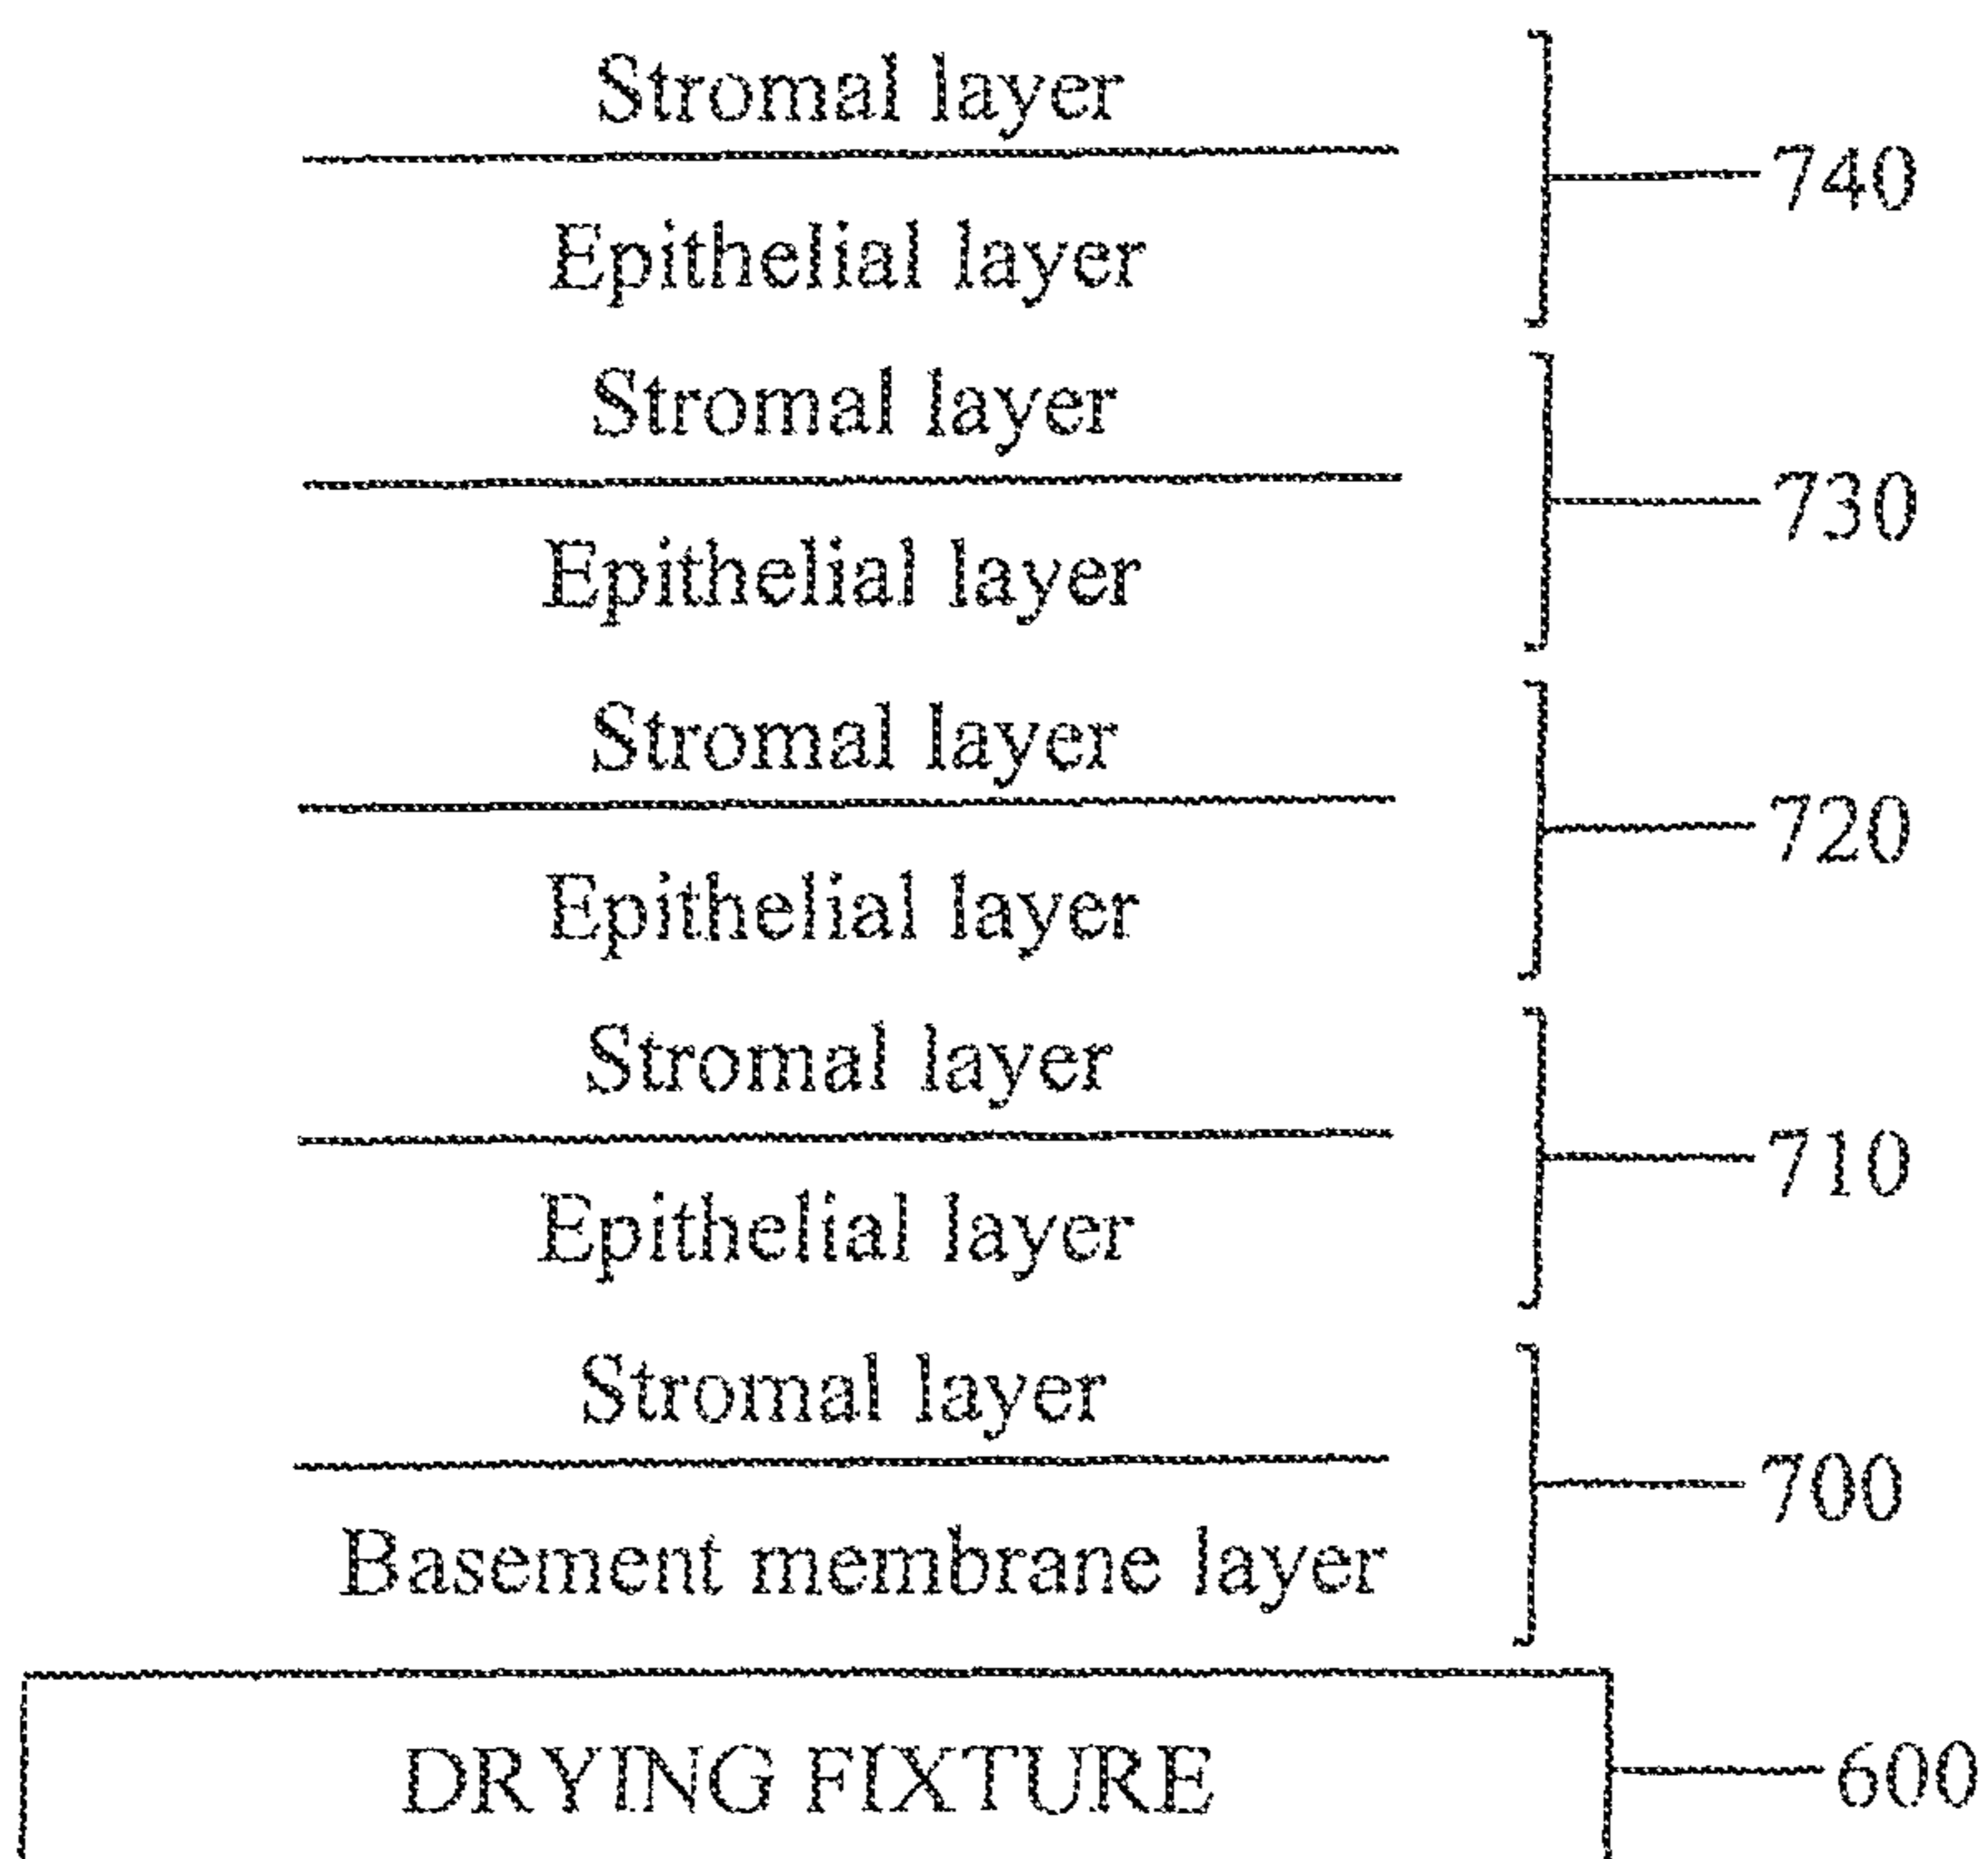 Stromal layer
740
Epithelial layer
Stromal layer
730
Epithelial layer
Stromal layer
720
Epithelial layer
Stromal layer
710
Epithelial layer
Stromal layer
700
Basement membrane layer
DRYING FIXTURE
600